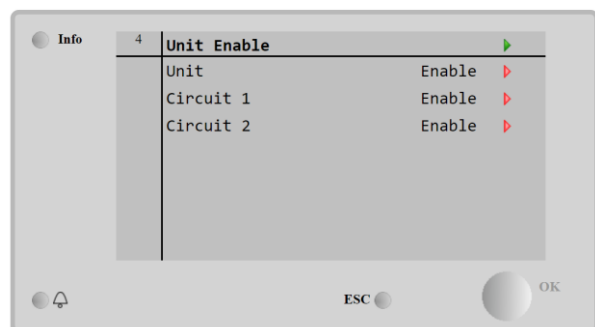 Info
4 Unit Enable
Unit Enable
Circuit 1 Enable
Circuit 2 Enable
ESC
OK